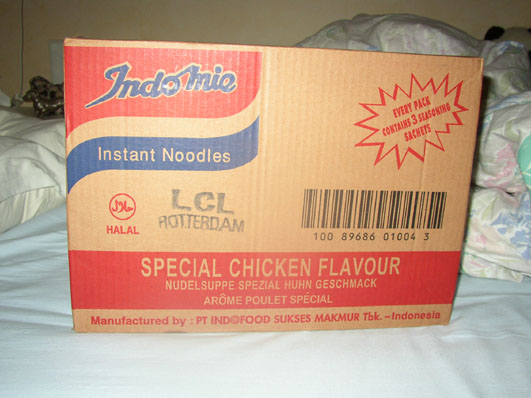 Indomie
Instant Noodles
EVERY PACK
CONTAINS 3 SEASONING
SACHETS
حلال
HALAL
LCL
ROTTERDAM
100 89686 01004 3
SPECIAL CHICKEN FLAVOUR
NUDELSUPPE SPEZIAL HUHN GESCHMACK
ARÔME POULET SPÉCIAL
Manufactured by : PT INDOFOOD SUKSES MAKMUR Tbk. -Indonesia